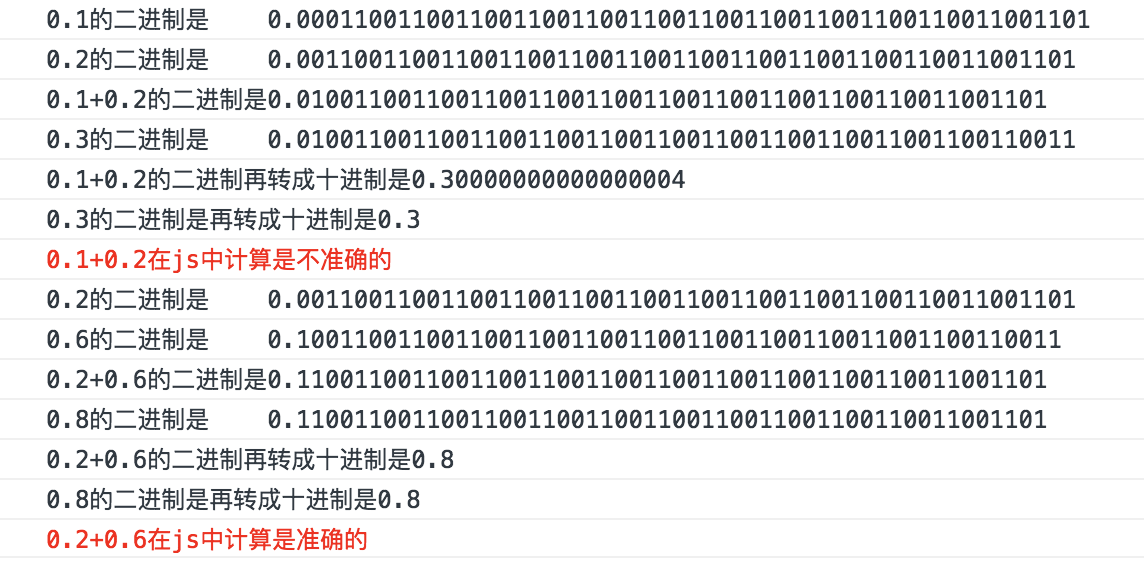 0.1的二进制是    0.0001100110011001100110011001100110011001100110011001101
0.2的二进制是    0.001100110011001100110011001100110011001100110011001101
0.1+0.2的二进制是0.0100110011001100110011001100110011001100110011001101
0.3的二进制是    0.010011001100110011001100110011001100110011001100110011
0.1+0.2的二进制再转成十进制是0.30000000000000004
0.3的二进制是再转成十进制是0.3
0.1+0.2在js中计算是不准确的
0.2的二进制是    0.001100110011001100110011001100110011001100110011001101
0.6的二进制是    0.10011001100110011001100110011001100110011001100110011
0.2+0.6的二进制是0.1100110011001100110011001100110011001100110011001101
0.8的二进制是    0.1100110011001100110011001100110011001100110011001101
0.2+0.6的二进制再转成十进制是0.8
0.8的二进制是再转成十进制是0.8
0.2+0.6在js中计算是准确的